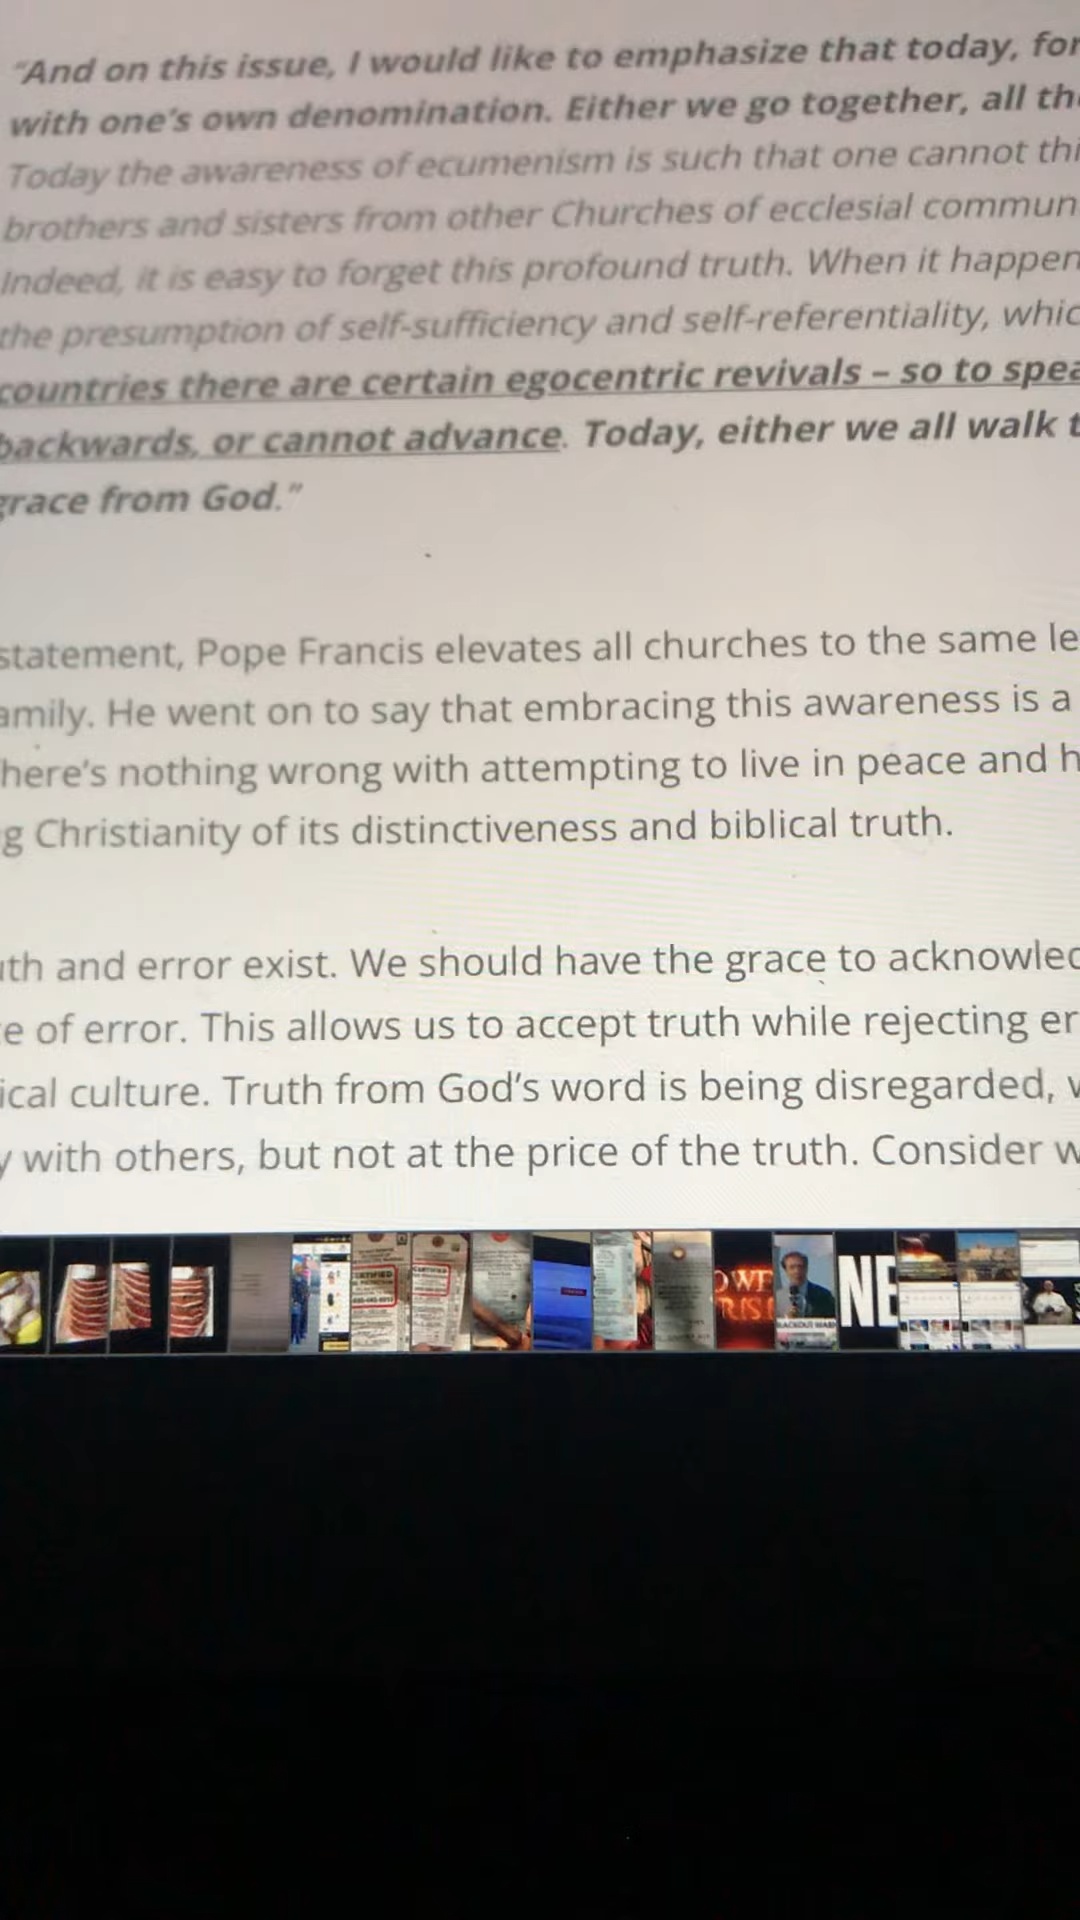 "And on this issue, I would like to emphasize that today, for
with one's own denomination. Either we go together, all the
Today the awareness of ecumenism is such that one cannot thi
brothers and sisters from other Churches of ecclesial commun
Indeed, it is easy to forget this profound truth. When it happen
the presumption of self-sufficiency and self-referentiality, whic
countries there are certain egocentric revivals – so to spea
backwards, or cannot advance. Today, either we all walk t
grace from God."
statement, Pope Francis elevates all churches to the same le
amily. He went on to say that embracing this awareness is a
here's nothing wrong with attempting to live in peace and h
g Christianity of its distinctiveness and biblical truth.
uth and error exist. We should have the grace to acknowledg
e of error. This allows us to accept truth while rejecting er
ical culture. Truth from God's word is being disregarded, w
y with others, but not at the price of the truth. Consider w
CERTIFIED
OWE
RIS
NE